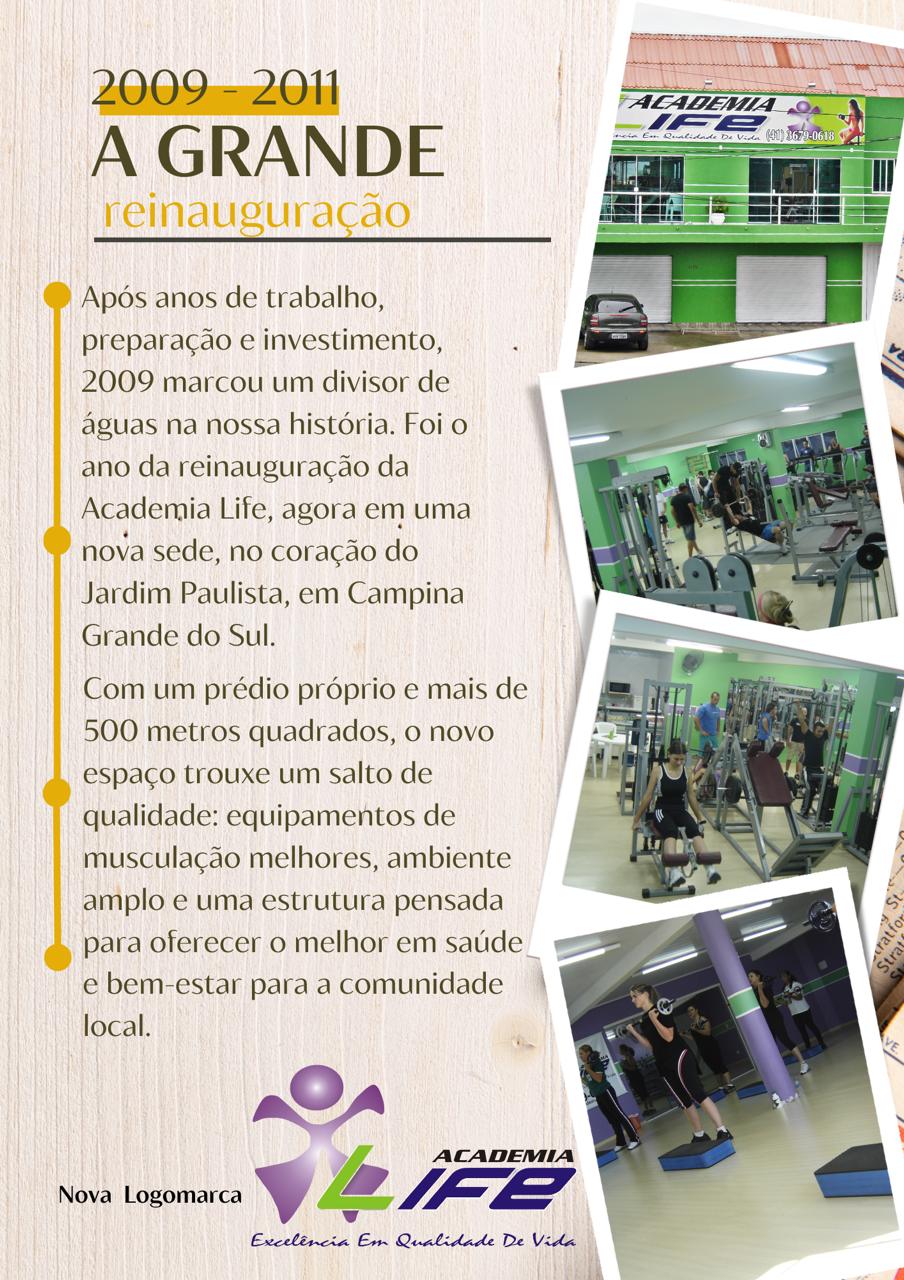 2009 - 2011
A GRANDE
reinauguração
Após anos de trabalho,
preparação e investimento,
2009 marcou um divisor de
águas na nossa história. Foi o
ano da reinauguração da
Academia Life, agora em uma
nova sede, no coração do
Jardim Paulista, em Campina
Grande do Sul.
Com um prédio próprio e mais de
500 metros quadrados, o novo
espaço trouxe um salto de
qualidade: equipamentos de
musculação melhores, ambiente
amplo e uma estrutura pensada
para oferecer o melhor em saúde
e bem-estar para a comunidade
local.
Nova Logomarca
ACADEMIA
LIFE
Excelência Em Qualidade De Vida
ACADEMIA
LIFE
Em Qualidade De Vida (41) 3679-0618